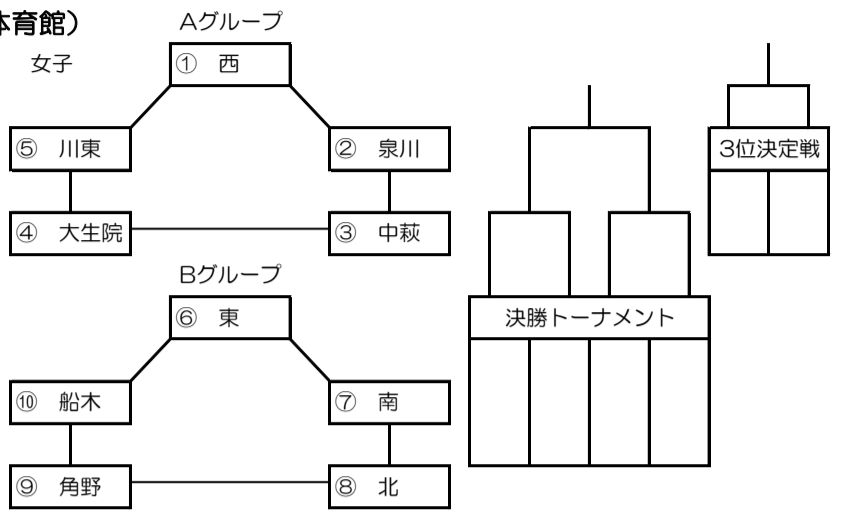 体育館）
Aグループ
女子
① 西
⑤ 川東
② 泉川
3位決定戦
④ 大生院
③ 中萩
Bグループ
⑥ 東
決勝トーナメント
⑩ 船木
⑦ 南
⑨ 角野
⑧ 北